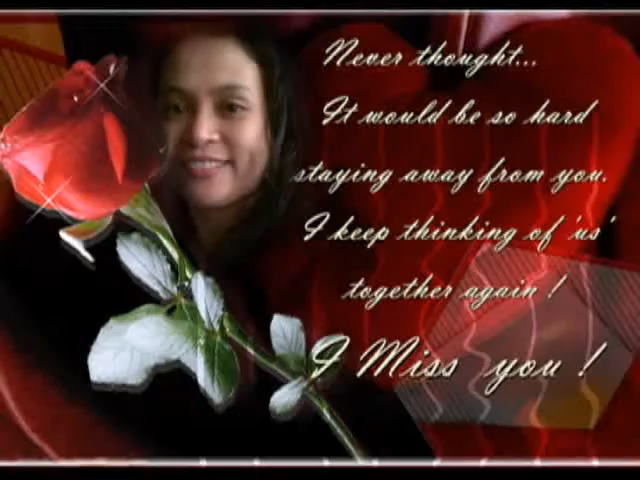 Never thought...
It would be so hard
staying away from you.
I keep thinking of 'us'
together again !
I Miss you !